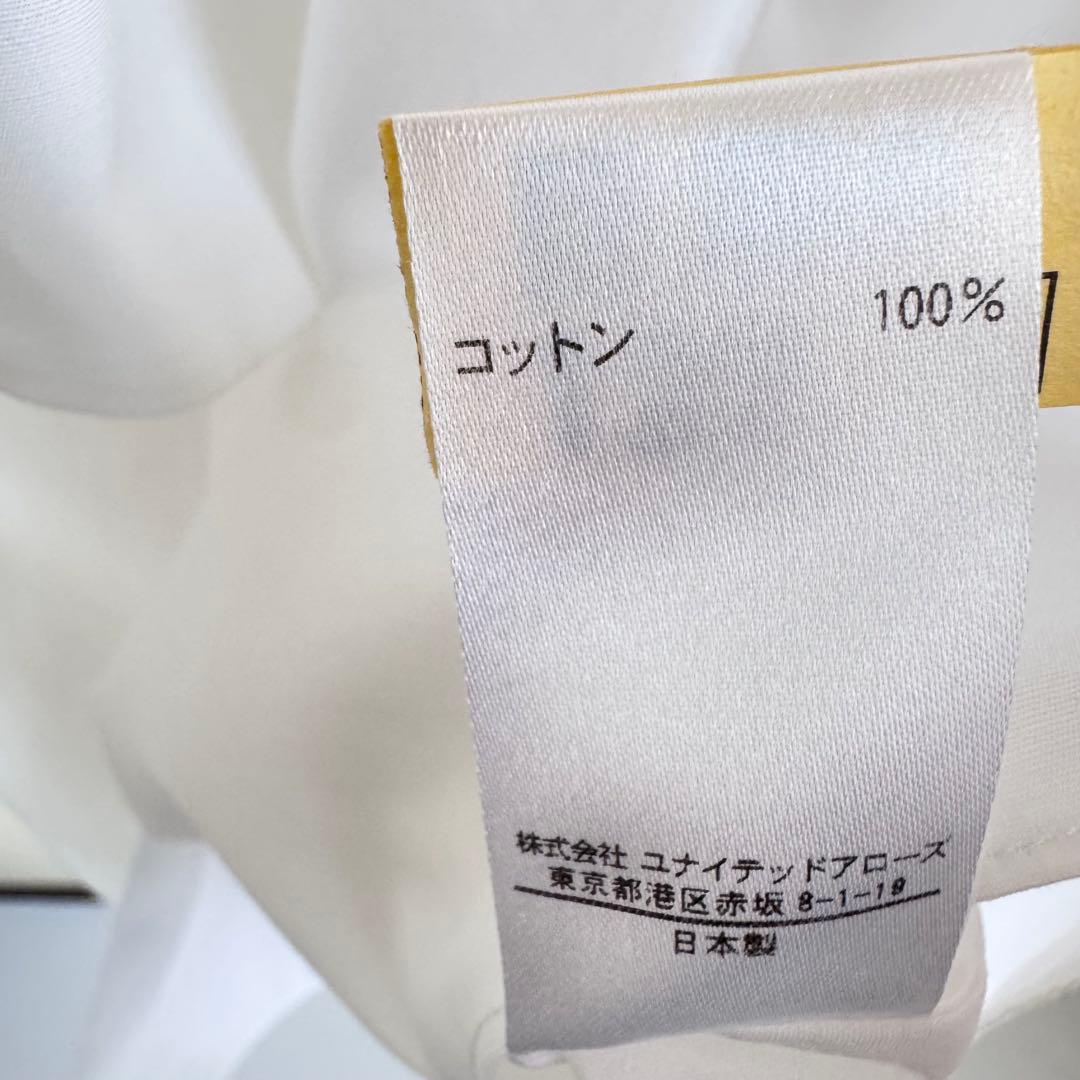 コットン 100%
株式会社 ユナイテッドアローズ
東京都港区赤坂 8-1-19
日本製